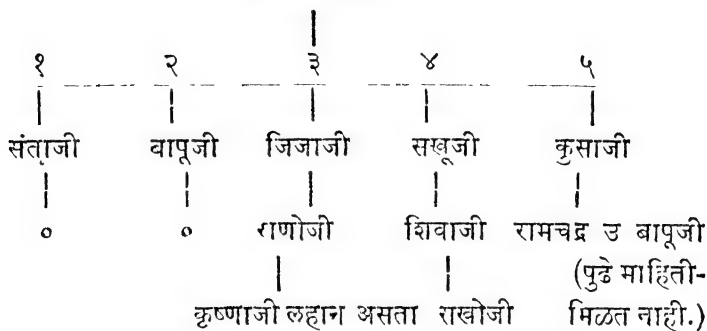 १ २ ३ ४ ५
संताजी बापूजी जिजाजी सखूजी कुसाजी
० ० राणोजी शिवाजी रामचद्र उ बापूजी
(पुढे माहिती-
कृष्णाजी लहान असता राखोजी मिळत नाही.)